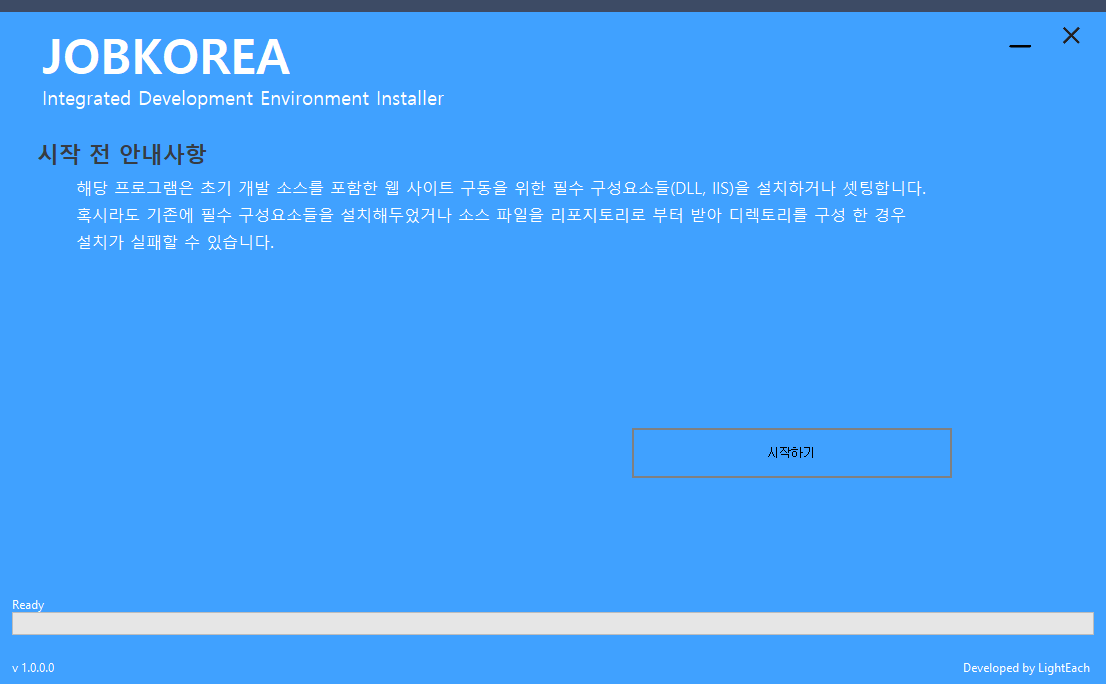 JOBKOREA
Integrated Development Environment Installer
시작 전 안내사항
해당 프로그램은 초기 개발 소스를 포함한 웹 사이트 구동을 위한 필수 구성요소들(DLL, IIS)을 설치하거나 셋팅합니다.
혹시라도 기존에 필수 구성요소들을 설치해두었거나 소스 파일을 리포지토리로 부터 받아 디렉토리를 구성 한 경우
설치가 실패할 수 있습니다.
시작하기
Ready
v 1.0.0.0
Developed by LightEach